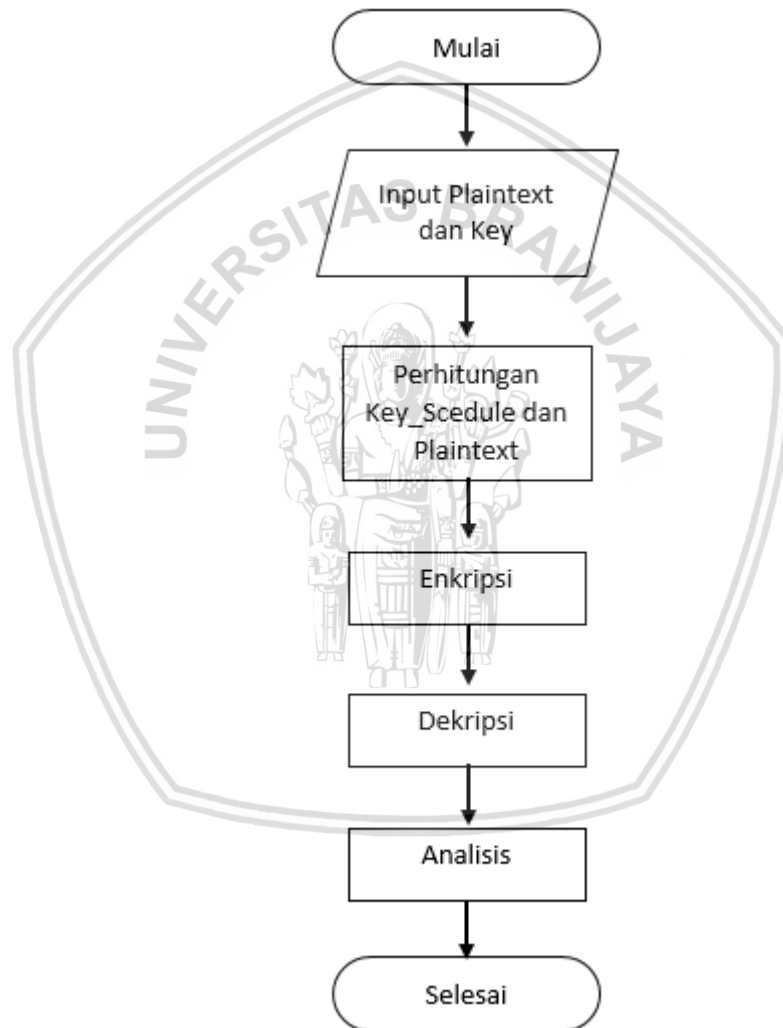 Mulai
UNIVERSITAS BRAWIJAYA
Input Plaintext
dan Key
Perhitungan
Key_Scedule dan
Plaintext
Enkripsi
Dekripsi
Analisis
Selesai